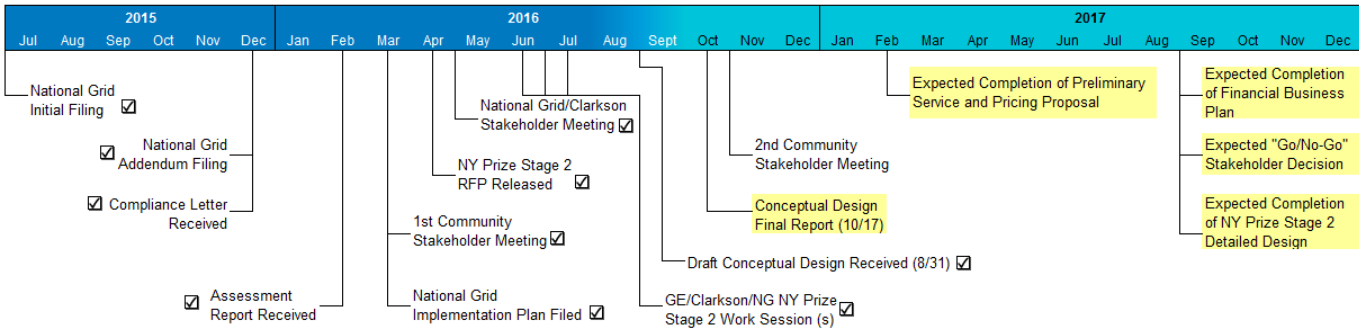 2015 2016 2017
Jul Aug Sep Oct Nov Dec Jan Feb Mar Apr May Jun Jul Aug Sept Oct Nov Dec Jan Feb Mar Apr May Jun Jul Aug Sep Oct Nov Dec
National Grid
Initial Filing
National Grid
Addendum Filing
Compliance Letter
Received
Assessment
Report Received
National Grid/Clarkson
Stakeholder Meeting
NY Prize Stage 2
RFP Released
1st Community
Stakeholder Meeting
National Grid
Implementation Plan Filed
Expected Completion of Preliminary
Service and Pricing Proposal
2nd Community
Stakeholder Meeting
Conceptual Design
Final Report (10/17)
Draft Conceptual Design Received (8/31)
GE/Clarkson/NG NY Prize
Stage 2 Work Session (s)
Expected Completion
of Financial Business
Plan
Expected "Go/No-Go"
Stakeholder Decision
Expected Completion
of NY Prize Stage 2
Detailed Design